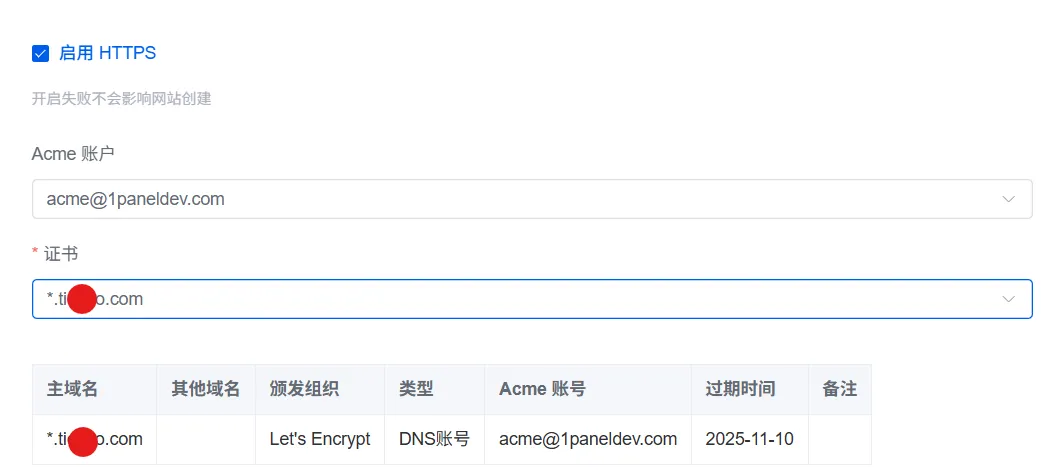 启用 HTTPS
开启失败不会影响网站创建
Acme 账户
acme@1paneldev.com
* 证书
*.ti o.com
主域名 其他域名 颁发组织 类型 Acme 账号 过期时间 备注
*.ti o.com Let's Encrypt DNS账号 acme@1paneldev.com 2025-11-10